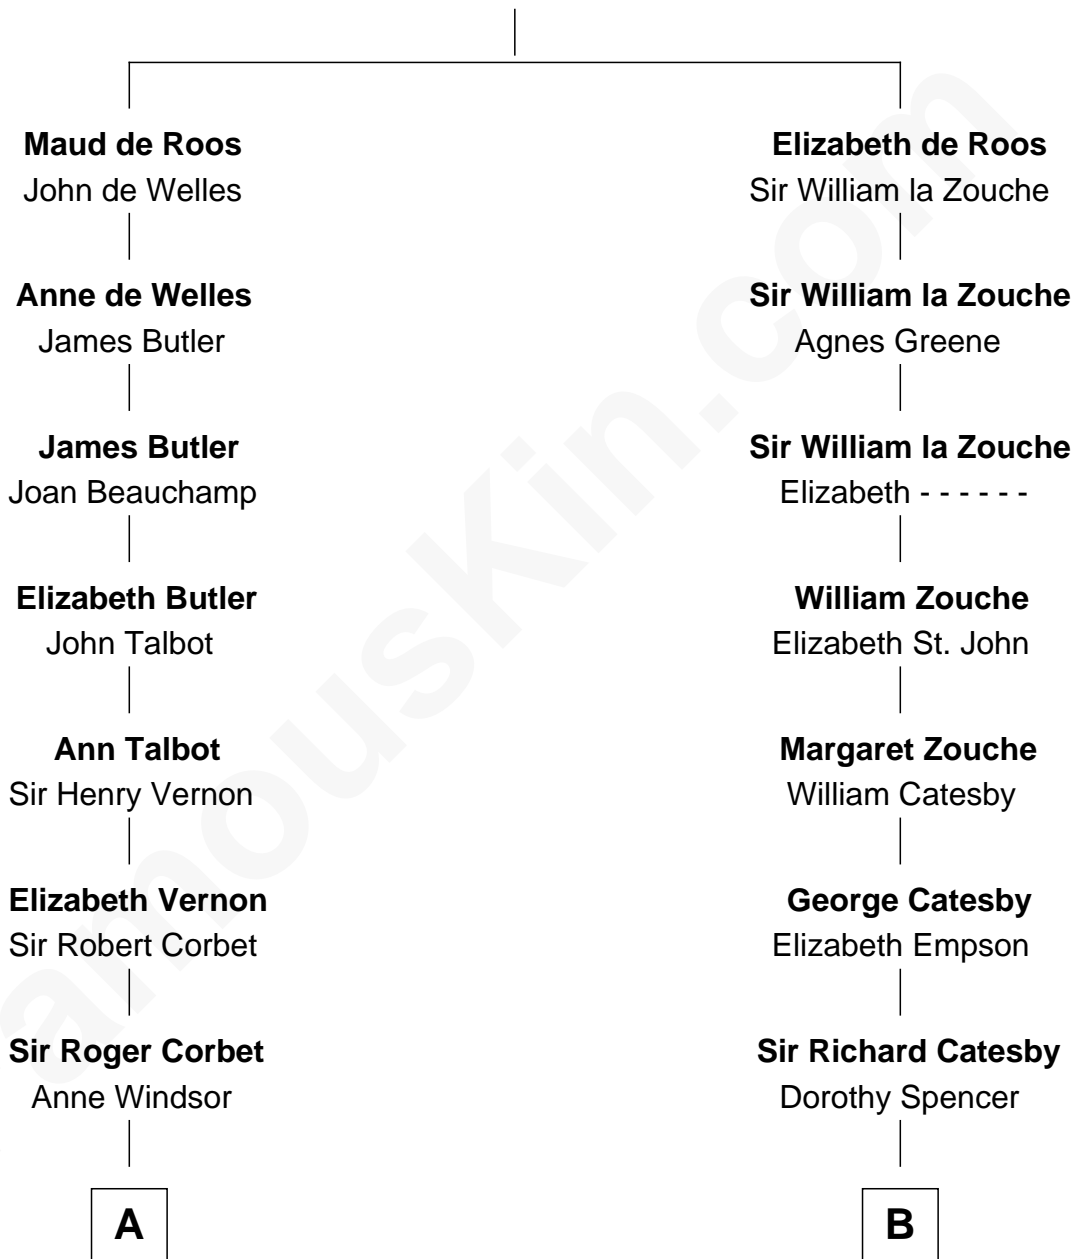 Maud de Roos
John de Welles
Anne de Welles
James Butler
James Butler
Joan Beauchamp
Elizabeth Butler
John Talbot
Ann Talbot
Sir Henry Vernon
Elizabeth Vernon
Sir Robert Corbet
Sir Roger Corbet
Anne Windsor
A
Elizabeth de Roos
Sir William la Zouche
Sir William la Zouche
Agnes Greene
Sir William la Zouche
Elizabeth - - - - - -
William Zouche
Elizabeth St. John
Margaret Zouche
William Catesby
George Catesby
Elizabeth Empson
Sir Richard Catesby
Dorothy Spencer
B
amouskin.com